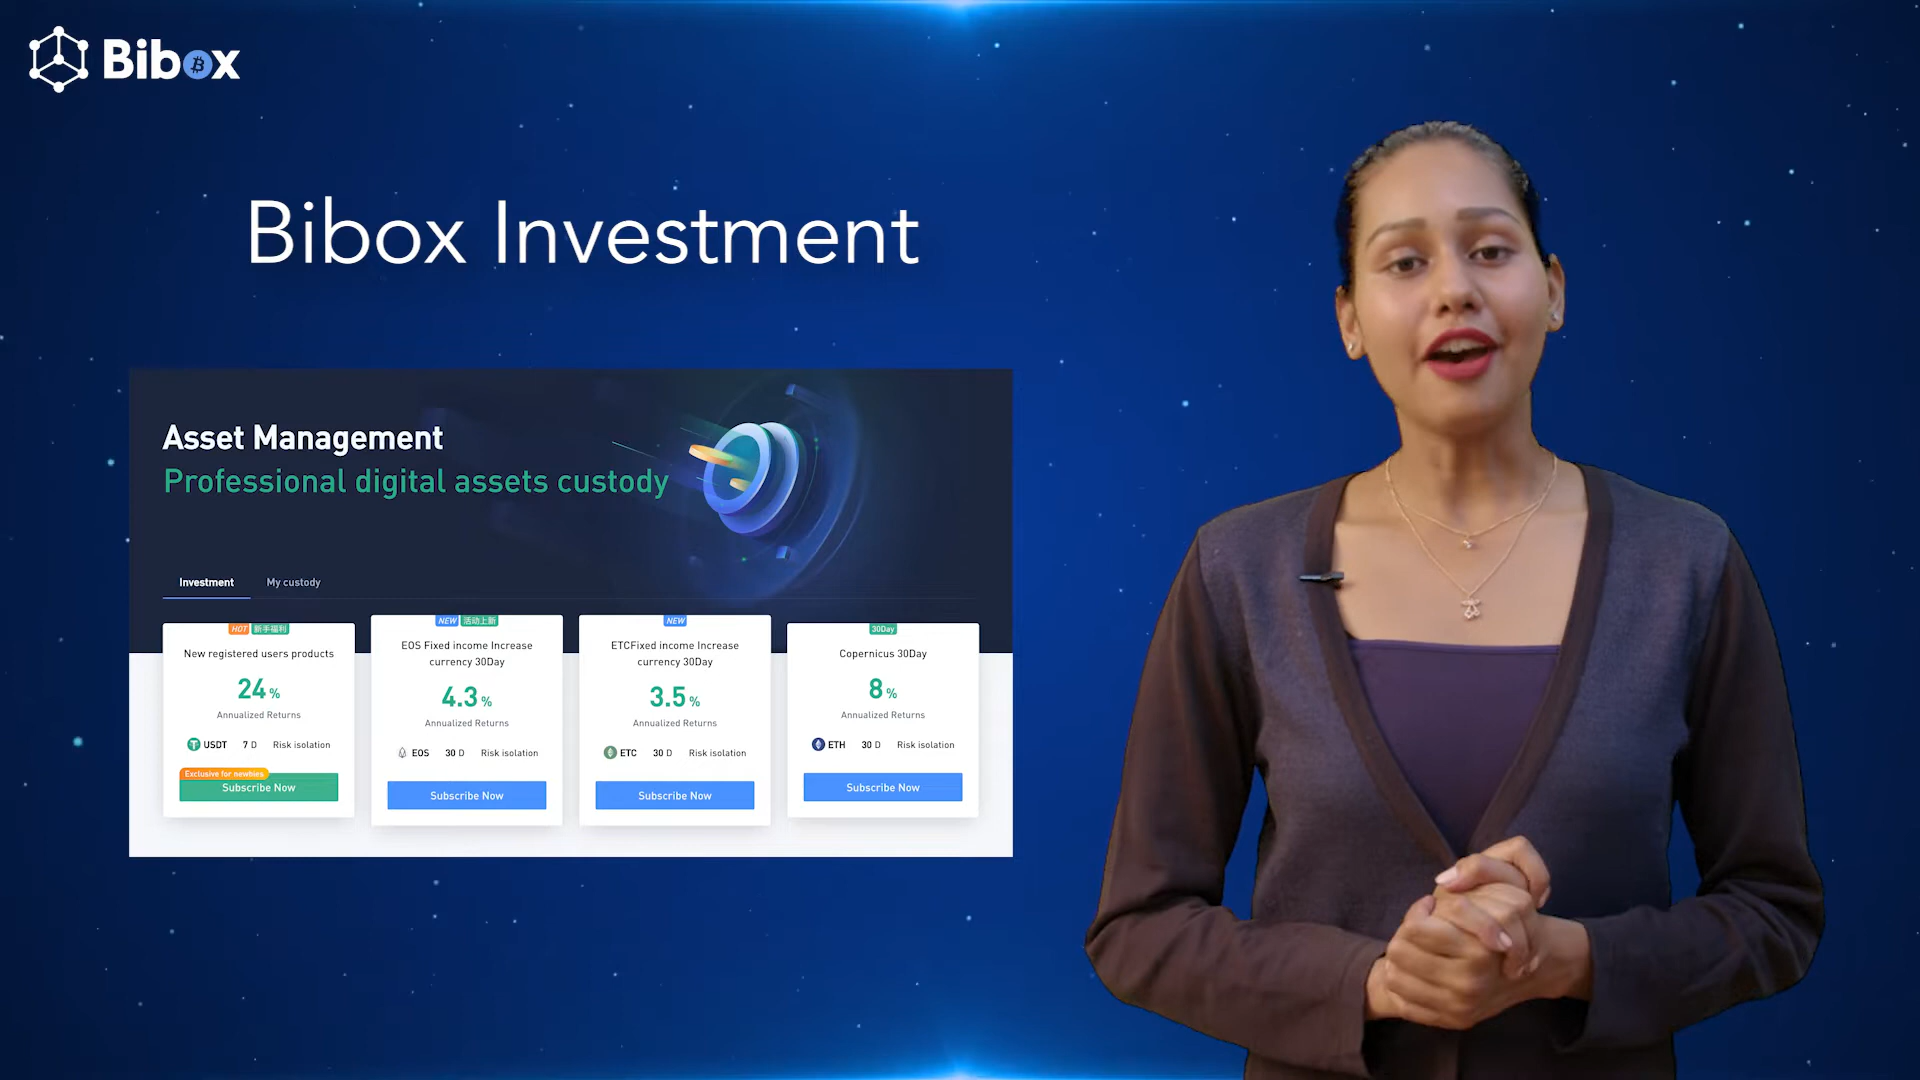 Bibox
Bibox Investment
Asset Management
Professional digital assets custody
Investment
My custody
HOT 新手福利
New registered users products
24 %
Annualized Returns
USDT 7 D Risk isolation
Exclusive for newbies
Subscribe Now
NEW 活动上新
EOS Fixed income Increase
currency 30Day
4.3 %
Annualized Returns
EOS 30 D Risk isolation
Subscribe Now
NEW
ETCFixed income Increase
currency 30Day
3.5 %
Annualized Returns
ETC 30 D Risk isolation
Subscribe Now
30Day
Copernicus 30Day
8 %
Annualized Returns
ETH 30 D Risk isolation
Subscribe Now